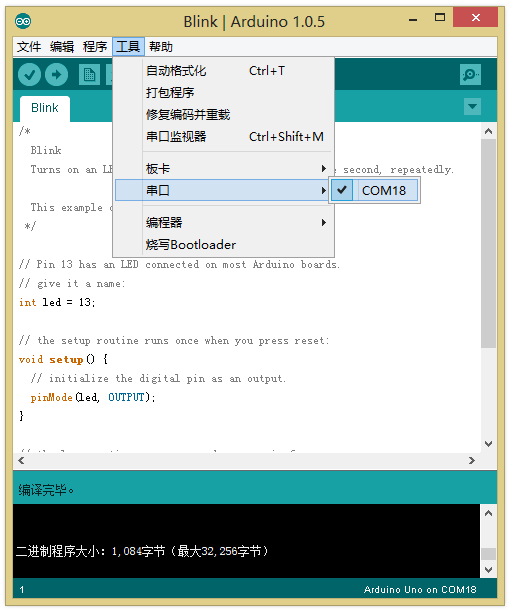 Blink | Arduino 1.0.5
文件 编辑 程序 工具 帮助
自动格式化 Ctrl+T
打包程序
修复编码并重载
串口监视器 Ctrl+Shift+M
板卡
串口
COM18
编程器
烧写Bootloader
Blink
/*
Blink
Turns on an second, repeatedly.
This example
*/
// Pin 13 has an LED connected on most Arduino boards.
// give it a name:
int led = 13;
// the setup routine runs once when you press reset:
void setup() {
// initialize the digital pin as an output.
pinMode(led, OUTPUT);
}
编译完毕。
二进制程序大小：1,084字节（最大32,256字节）
1 Arduino Uno on COM18